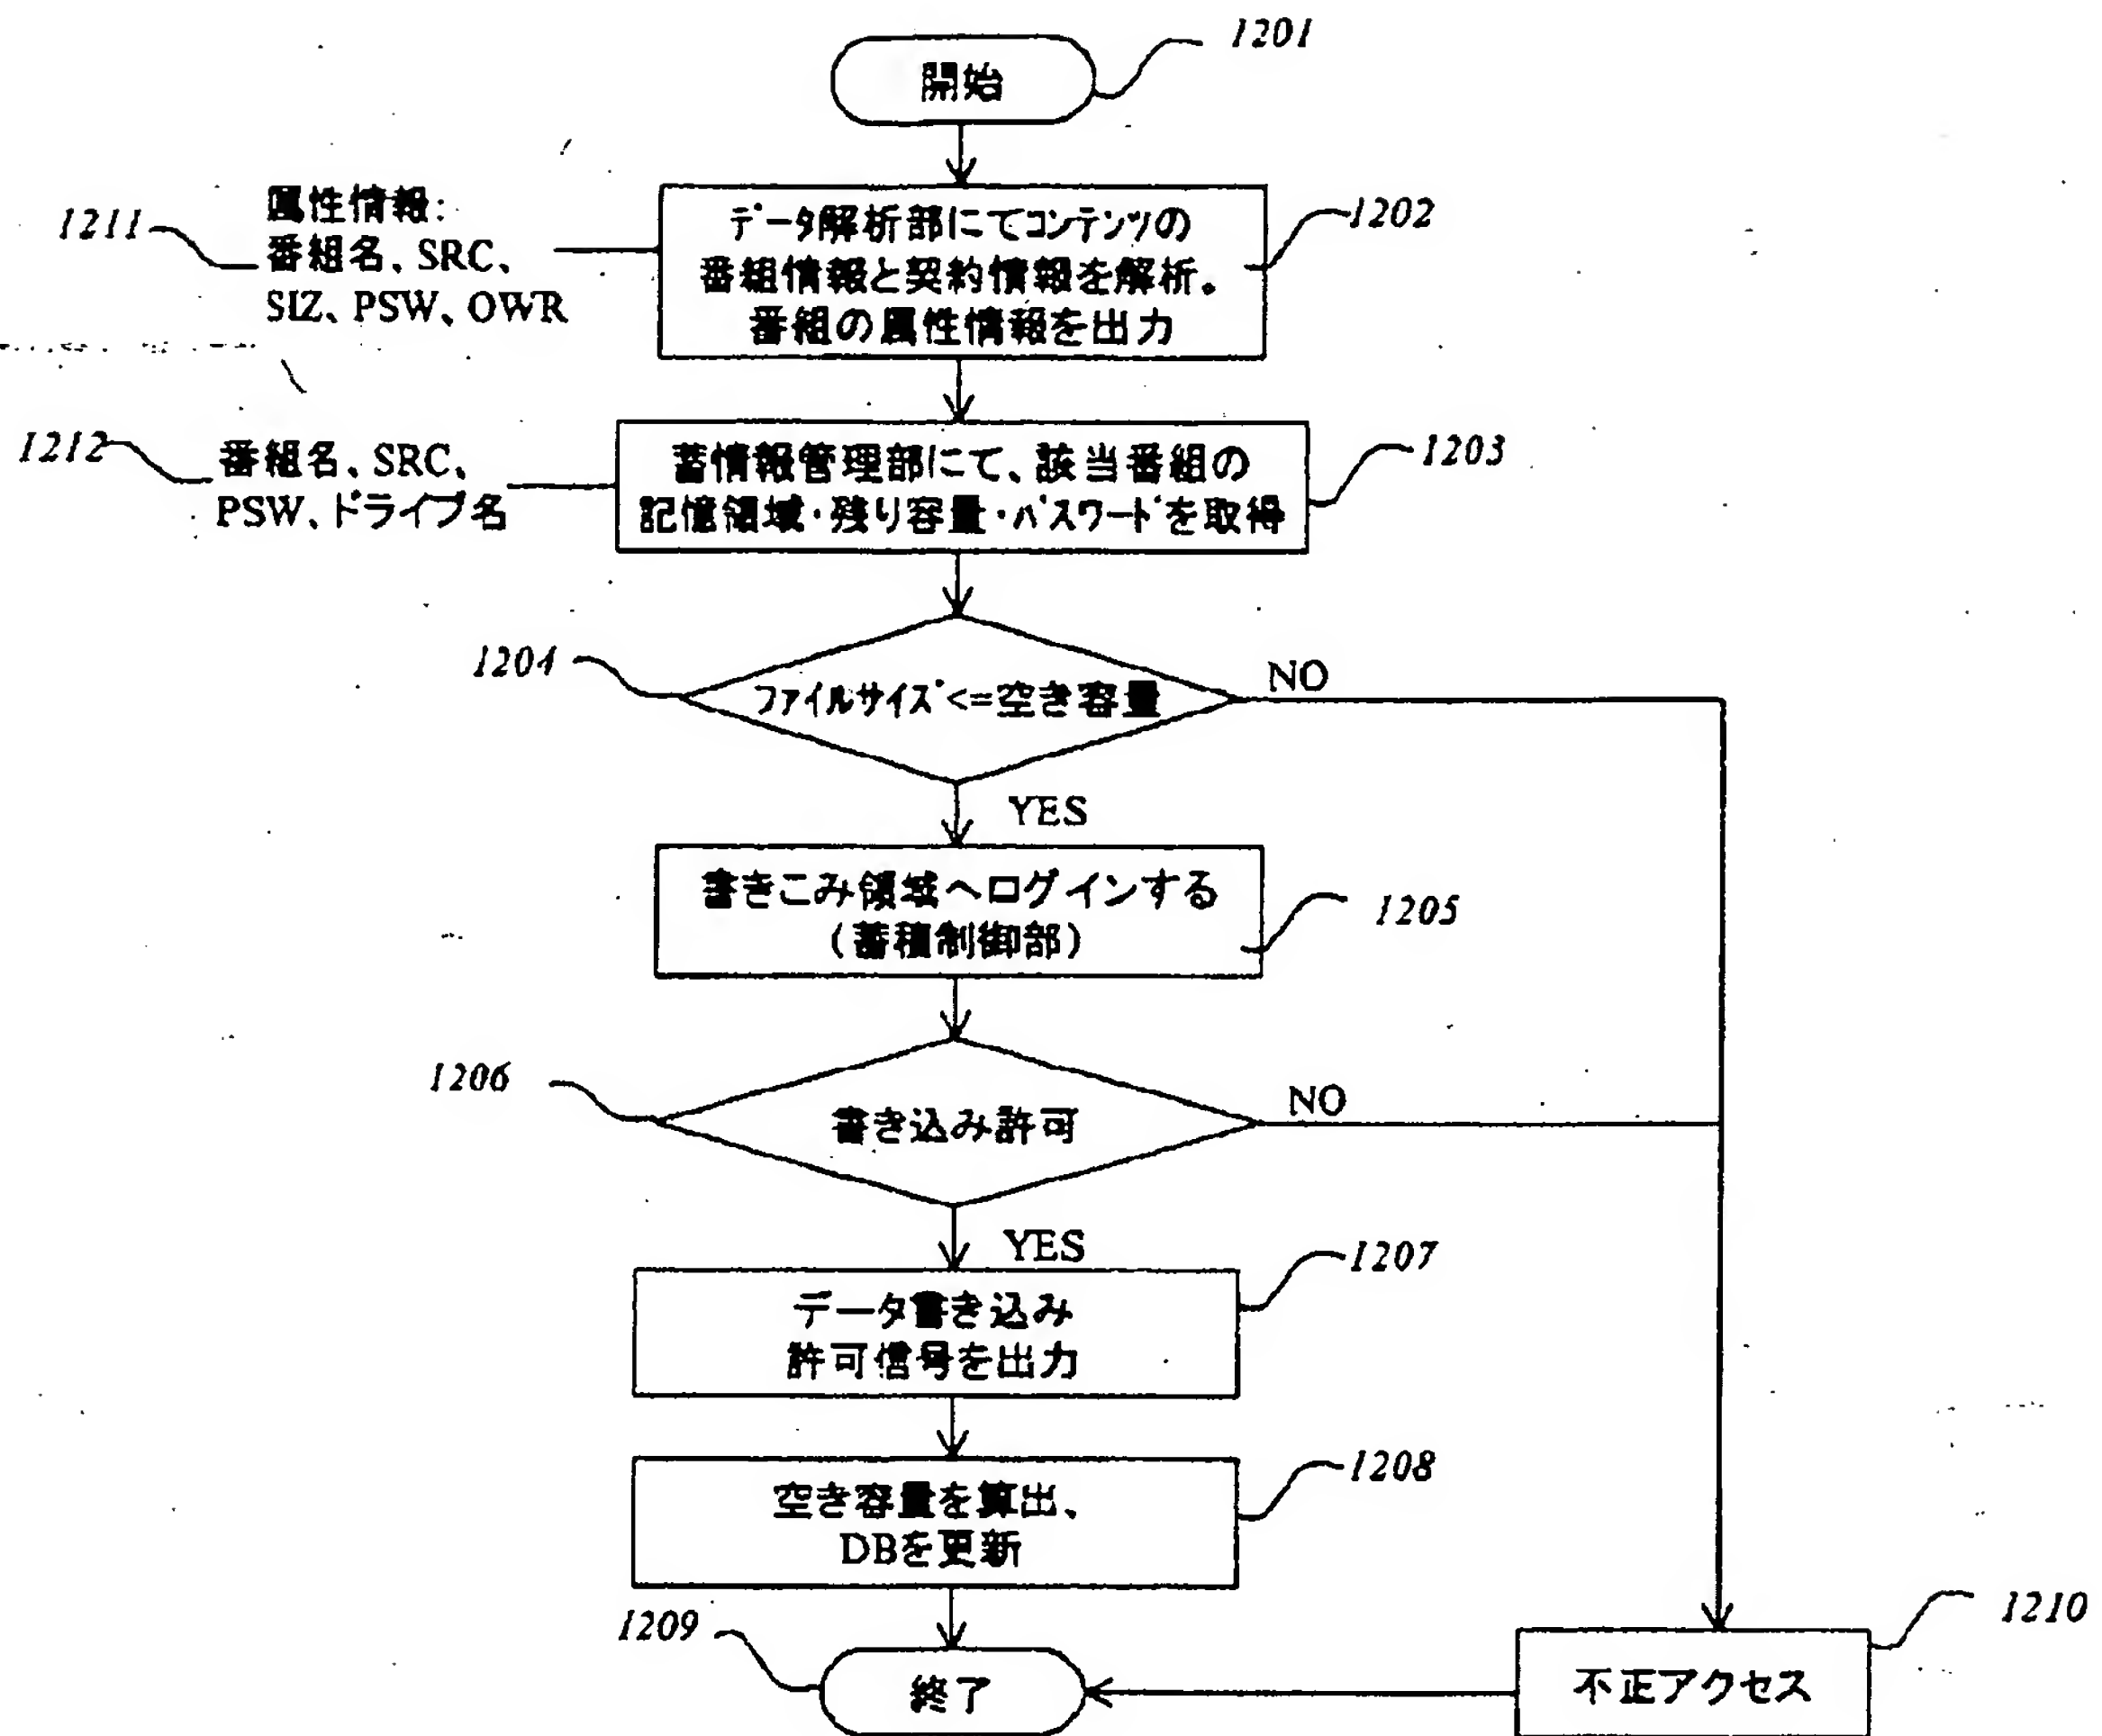 1201
開始
属性情報:
1211
番組名、SRC、
SIZ、PSW、OWR
データ解析部にてコンテンツの
番組情報と契約情報を解析。
番組の属性情報を出力
1202
1212
番組名、SRC、
PSW、ドライブ名
蓄情報管理部にて、該当番組の
記憶領域・残り容量・パスワードを取得
1203
1204
ファイルサイズ<=空き容量
NO
YES
書きこみ領域へログインする
(蓄積制御部)
1205
1206
書き込み許可
NO
YES
データ書き込み
許可信号を出力
1207
空き容量を算出、
DBを更新
1208
1209
終了
不正アクセス
1210